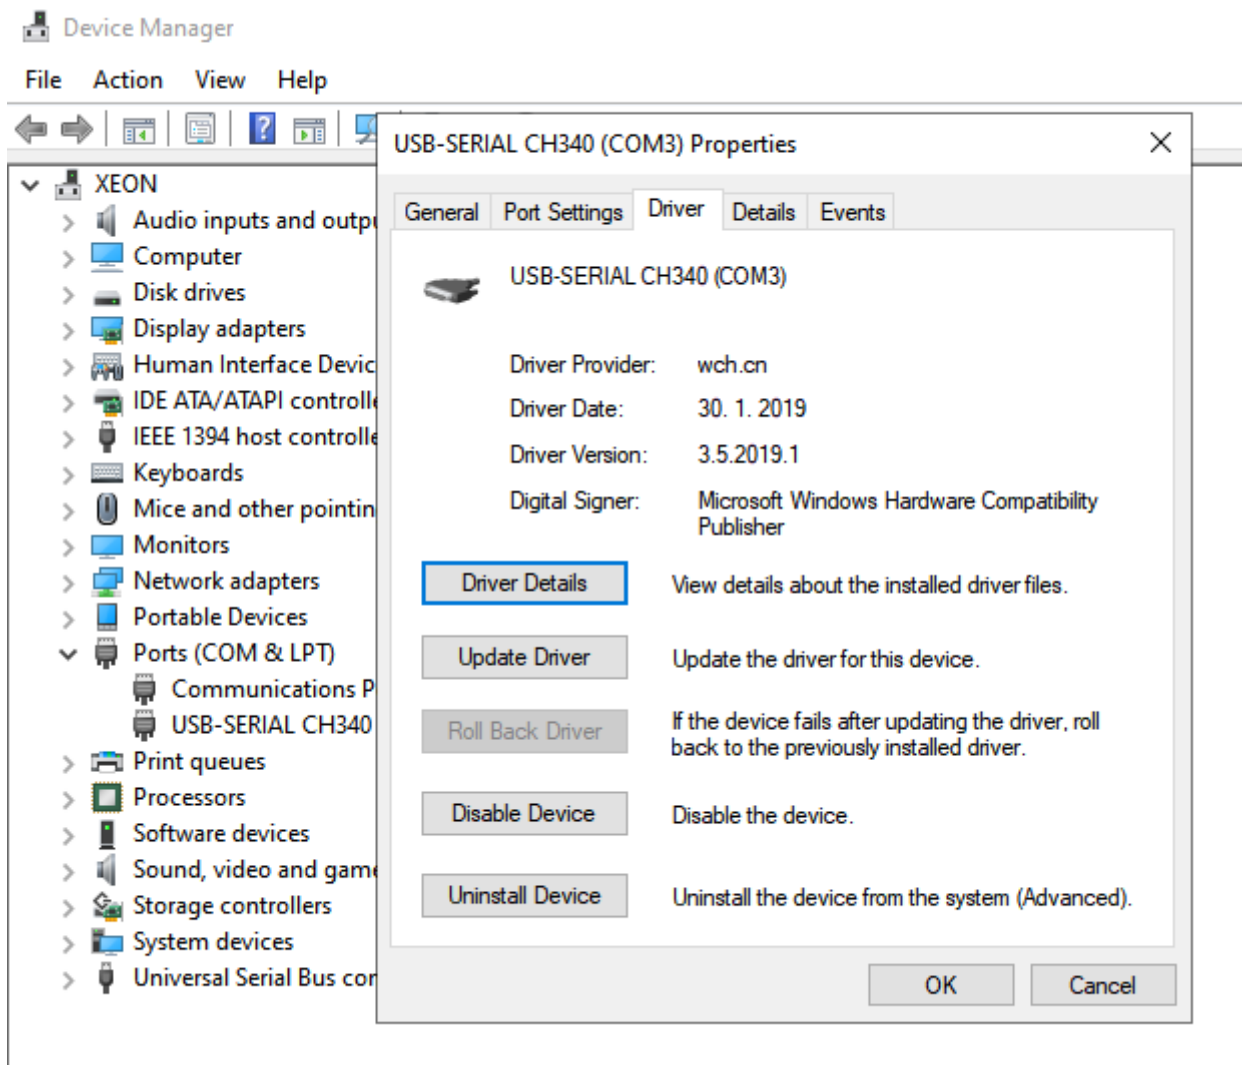 Device Manager
File Action View Help
USB-SERIAL CH340 (COM3) Properties
XEON
Audio inputs and outpu
Computer
Disk drives
Display adapters
Human Interface Devic
IDE ATA/ATAPI controlle
IEEE 1394 host controlle
Keyboards
Mice and other pointin
Monitors
Network adapters
Portable Devices
Ports (COM & LPT)
Communications P
USB-SERIAL CH340
Print queues
Processors
Software devices
Sound, video and game
Storage controllers
System devices
Universal Serial Bus cor
General Port Settings Driver Details Events
USB-SERIAL CH340 (COM3)
Driver Provider: wch.cn
Driver Date: 30. 1. 2019
Driver Version: 3.5.2019.1
Digital Signer: Microsoft Windows Hardware Compatibility
Publisher
Driver Details View details about the installed driver files.
Update Driver Update the driver for this device.
Roll Back Driver If the device fails after updating the driver, roll
back to the previously installed driver.
Disable Device Disable the device.
Uninstall Device Uninstall the device from the system (Advanced).
OK Cancel